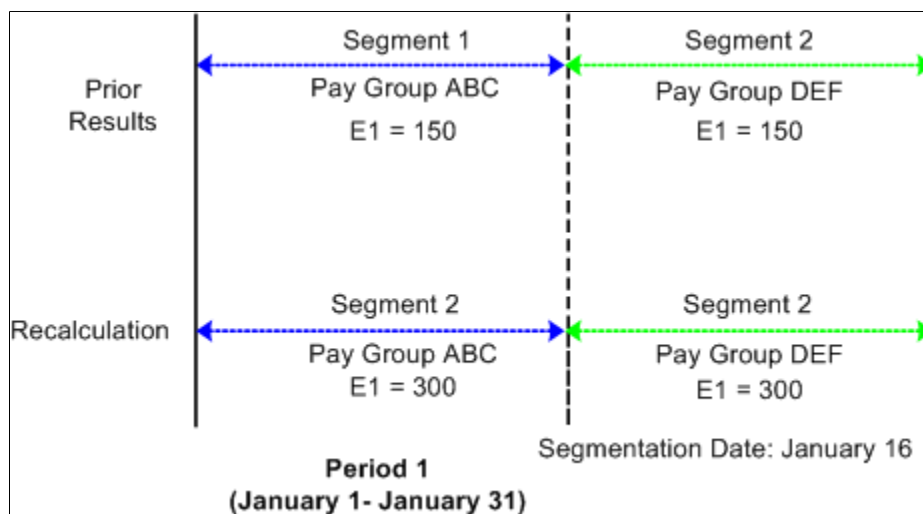 Segment 1
Segment 2
Prior
Results
Pay Group ABC
Pay Group DEF
E1 = 150
E1 = 150
Segment 2
Segment 2
Recalculation
Pay Group ABC
Pay Group DEF
E1 = 300
E1 = 300
Segmentation Date: January 16
Period 1
(January 1- January 31)